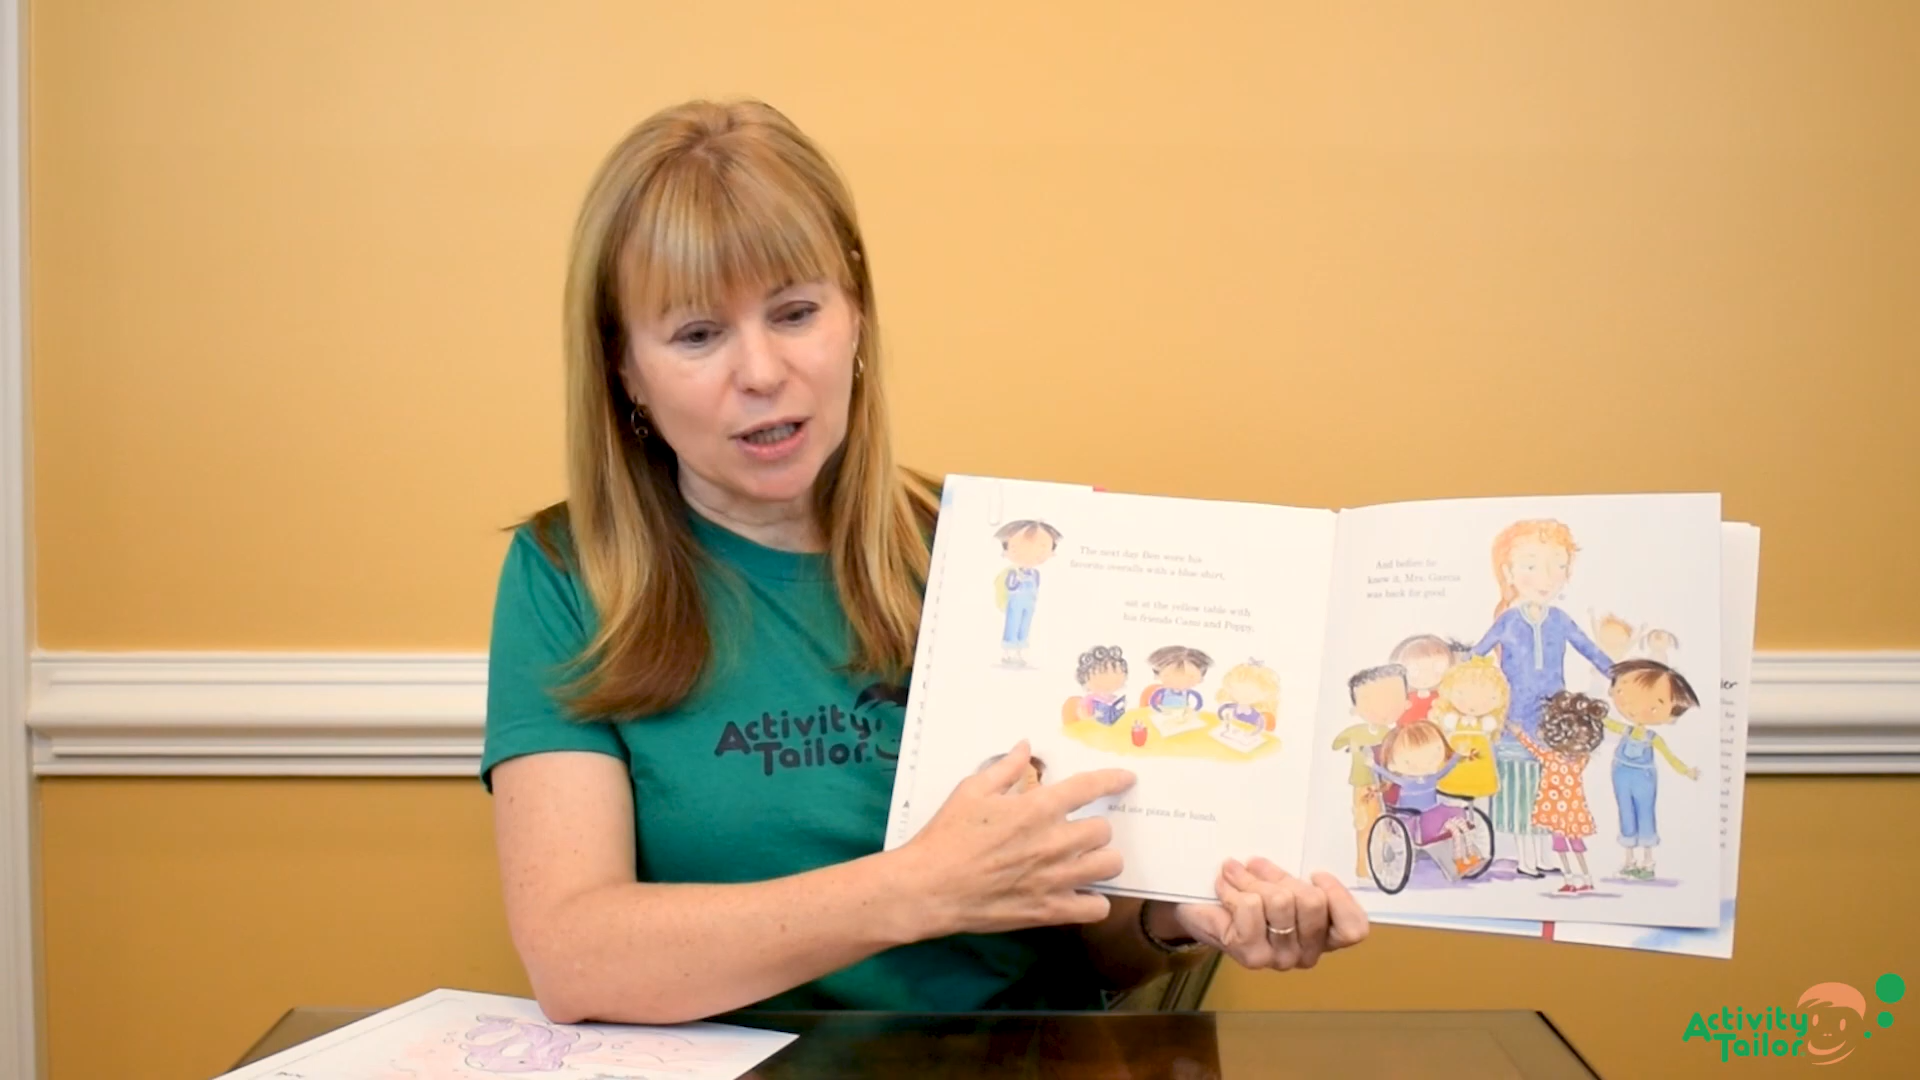 Activity
Tailor
The next day Ben wore his
favorite overalls with a blue shirt,
sat at the yellow table with
his friends Cams and Poppy,
and ate pizza for lunch.
And before he
knew it, Mrs. Garcia
was back for good.
Activity
Tailor